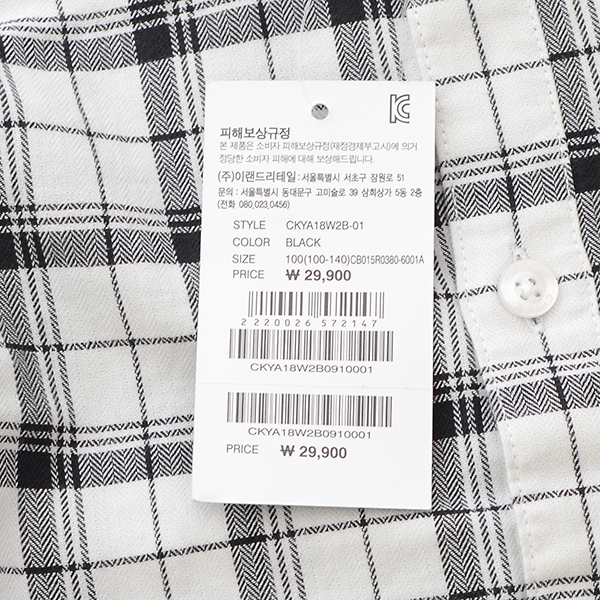 피해보상규정
본 제품은 소비자 피해보상규정(재정경제부고시)에 의거
정당한 소비자 피해에 대해 보상해드립니다.
(주)이랜드리테일 : 서울특별시 서초구 잠원로 51
문의 : 서울특별시 동대문구 고미술로 39 삼희상가 5동 2층
(전화 080,023,0456)
STYLE CKYA18W2B-01
COLOR BLACK
SIZE 100(100-140)CB015R0380-6001A
PRICE ₩ 29,900
2220026 572147
CKYA18W2B0910001
CKYA18W2B0910001
PRICE ₩ 29,900